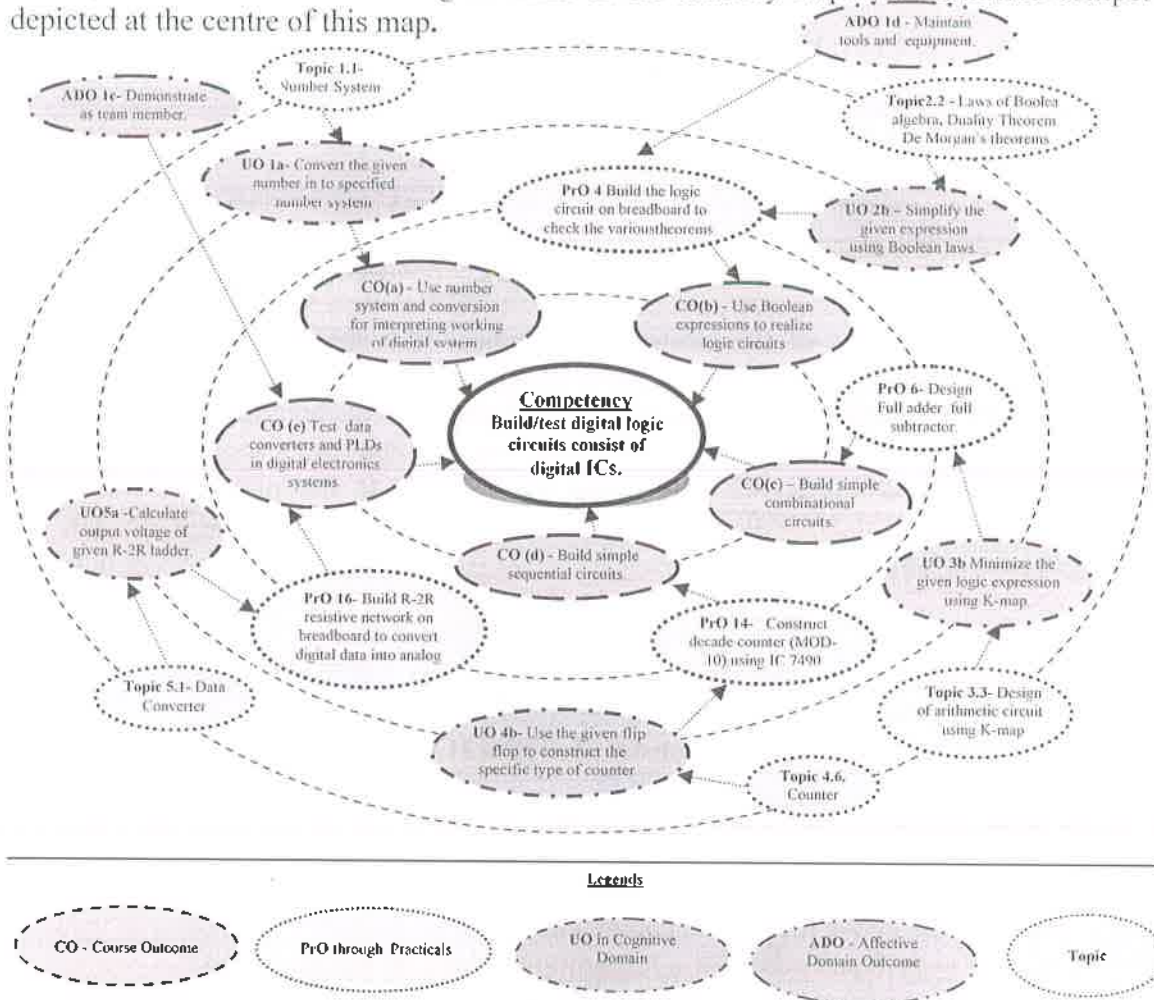 depicted at the centre of this map.
ADO 1d - Maintain
tools and equipment.
Topic 1.1-
Number System
ADO 1c- Demonstrate
as team member.
Topic2.2 - Laws of Boolea
algebra, Duality Theorem
De Morgan's theorems
UO 1a- Convert the given
number in to specified
number system
PrO 4 Build the logic
circuit on breadboard to
check the varioustheorems
UO 2b - Simplify the
given expression
using Boolean laws.
CO(a) - Use number
system and conversion
for interpreting working
of digital system
CO(b) - Use Boolean
expressions to realize
logic circuits
PrO 6- Design
Full adder full
subtractor.
Competency
Build/test digital logic
circuits consist of
digital ICs.
CO (e) Test data
converters and PLDs
in digital electronics
systems
CO(c) - Build simple
combinational
circuits.
UO5a -Calculate
output voltage of
given R-2R ladder.
CO (d) - Build simple
sequential circuits.
UO 3b Minimize the
given logic expression
using K-map.
PrO 16- Build R-2R
resistive network on
breadboard to convert
digital data into analog
PrO 14- Construct
decade counter (MOD-
10) using IC 7490
Topic 5.1- Data
Converter
Topic 3.3- Design
of arithmetic circuit
using K-map
UO 4b- Use the given flip
flop to construct the
specific type of counter
Topic 4.6.
Counter
Legends
CO - Course Outcome
PrO through Practicals
UO in Cognitive
Domain
ADO - Affective
Domain Outcome
Topic